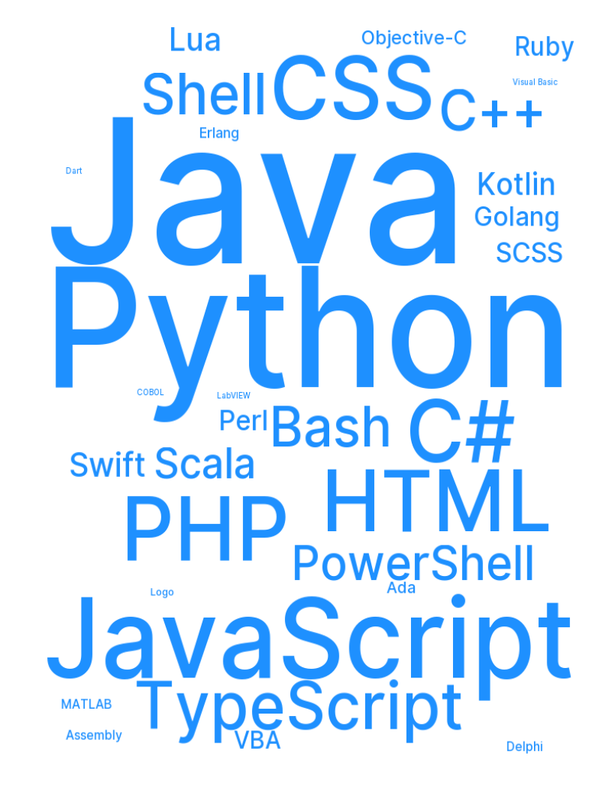 Lua
Objective-C
Ruby
Shell
CSS
Visual Basic
C++
Erlang
Java
Dart
Kotlin
Golang
SCSS
Python
COBOL
LabVIEW
Perl
Bash
C#
Swift
Scala
HTML
PHP
PowerShell
Ada
Logo
JavaScript
TypeScript
MATLAB
Assembly
VBA
Delphi